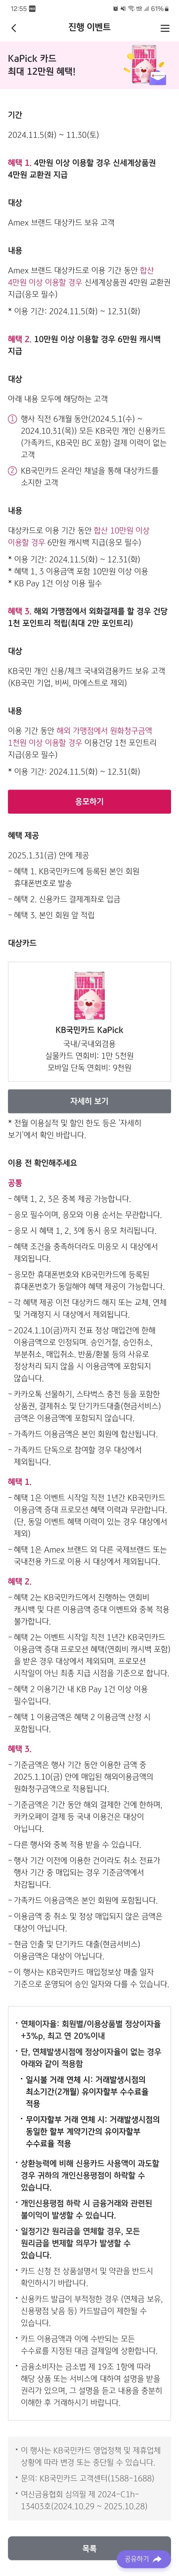 12:55
61%
진행 이벤트
KaPick 카드
최대 12만원 혜택!
기간
2024.11.5(화) ~ 11.30(토)
혜택 1. 4만원 이상 이용할 경우 신세계상품권
4만원 교환권 지급
대상
Amex 브랜드 대상카드 보유 고객
내용
Amex 브랜드 대상카드로 이용 기간 동안 합산
4만원 이상 이용할 경우 신세계상품권 4만원 교환권
지급(응모 필수)
* 이용 기간: 2024.11.5(화) ~ 12.31(화)
혜택 2. 10만원 이상 이용할 경우 6만원 캐시백
지급
대상
아래 내용 모두에 해당하는 고객
① 행사 직전 6개월 동안(2024.5.1(수) ~
2024.10.31(목)) 모든 KB국민 개인 신용카드
(가족카드, KB국민 BC 포함) 결제 이력이 없는
고객
② KB국민카드 온라인 채널을 통해 대상카드를
소지한 고객
내용
대상카드로 이용 기간 동안 합산 10만원 이상
이용할 경우 6만원 캐시백 지급(응모 필수)
* 이용 기간: 2024.11.5(화) ~ 12.31(화)
* 혜택 1, 3 이용금액 포함 10만원 이상 이용
* KB Pay 1건 이상 이용 필수
혜택 3. 해외 가맹점에서 외화결제를 할 경우 건당
1천 포인트리 적립(최대 2만 포인트리)
대상
KB국민 개인 신용/체크 국내외겸용카드 보유 고객
(KB국민 기업, 비씨, 마에스트로 제외)
내용
이용 기간 동안 해외 가맹점에서 원화청구금액
1천원 이상 이용할 경우 이용건당 1천 포인트리
지급(응모 필수)
* 이용 기간: 2024.11.5(화) ~ 12.31(화)
응모하기
혜택 제공
2025.1.31(금) 안에 제공
- 혜택 1. KB국민카드에 등록된 본인 회원
휴대폰번호로 발송
- 혜택 2. 신용카드 결제계좌로 입금
- 혜택 3. 본인 회원 앞 적립
대상카드
KB국민카드 KaPick
국내/국내외겸용
실물카드 연회비: 1만 5천원
모바일 단독 연회비: 9천원
자세히 보기
* 전월 이용실적 및 할인 한도 등은 '자세히
보기'에서 확인 바랍니다.
이용 전 확인해주세요
공통
- 혜택 1, 2, 3은 중복 제공 가능합니다.
- 응모 필수이며, 응모와 이용 순서는 무관합니다.
- 응모 시 혜택 1, 2, 3에 동시 응모 처리됩니다.
- 혜택 조건을 충족하더라도 미응모 시 대상에서
제외됩니다.
- 응모한 휴대폰번호와 KB국민카드에 등록된
휴대폰번호가 동일해야 혜택 제공이 가능합니다.
- 각 혜택 제공 이전 대상카드 해지 또는 교체, 연체
및 거래정지 시 대상에서 제외됩니다.
- 2024.1.10(금)까지 전표 정상 매입건에 한해
이용금액으로 인정되며, 승인거절, 승인취소,
부분취소, 매입취소, 반품/환불 등의 사유로
정상처리 되지 않을 시 이용금액에 포함되지
않습니다.
- 카카오톡 선물하기, 스타벅스 충전 등을 포함한
상품권, 결제취소 및 단기카드대출(현금서비스)
금액은 이용금액에 포함되지 않습니다.
- 가족카드 이용금액은 본인 회원에 합산됩니다.
- 가족카드 단독으로 참여할 경우 대상에서
제외됩니다.
혜택 1.
- 혜택 1은 이벤트 시작일 직전 1년간 KB국민카드
이용금액 증대 프로모션 혜택 이력과 무관합니다.
(단, 동일 이벤트 혜택 이력이 있는 경우 대상에서
제외)
- 혜택 1은 Amex 브랜드 외 다른 국제브랜드 또는
국내전용 카드로 이용 시 대상에서 제외됩니다.
혜택 2.
- 혜택 2는 KB국민카드에서 진행하는 연회비
캐시백 및 다른 이용금액 증대 이벤트와 중복 적용
불가합니다.
- 혜택 2는 이벤트 시작일 직전 1년간 KB국민카드
이용금액 증대 프로모션 혜택(연회비 캐시백 포함)
을 받은 경우 대상에서 제외되며, 프로모션
시작일이 아닌 최종 지급 시점을 기준으로 합니다.
- 혜택 2 이용기간 내 KB Pay 1건 이상 이용
필수입니다.
- 혜택 1 이용금액은 혜택 2 이용금액 산정 시
포함됩니다.
혜택 3.
- 기준금액은 행사 기간 동안 이용한 금액 중
2025.1.10(금) 안에 매입된 해외이용금액의
원화청구금액으로 적용됩니다.
- 기준금액은 기간 동안 해외 결제한 건에 한하며,
카카오페이 결제 등 국내 이용건은 대상이
아닙니다.
- 다른 행사와 중복 적용 받을 수 있습니다.
- 행사 기간 이전에 이용한 건이라도 취소 전표가
행사 기간 중 매입되는 경우 기준금액에서
차감됩니다.
- 가족카드 이용금액은 본인 회원에 포함됩니다.
- 이용금액 중 취소 및 정상 매입되지 않은 금액은
대상이 아닙니다.
- 현금 인출 및 단기카드 대출(현금서비스)
이용금액은 대상이 아닙니다.
- 이 행사는 KB국민카드 매입정보상 매출 일자
기준으로 운영되어 승인 일자와 다를 수 있습니다.
· 연체이자율: 회원별/이용상품별 정상이자율
+3%p, 최고 연 20%이내
· 단, 연체발생시점에 정상이자율이 없는 경우
아래와 같이 적용함
· 일시불 거래 연체 시: 거래발생시점의
최소기간(2개월) 유이자할부 수수료율
적용
· 무이자할부 거래 연체 시: 거래발생시점의
동일한 할부 계약기간의 유이자할부
수수료율 적용
· 상환능력에 비해 신용카드 사용액이 과도할
경우 귀하의 개인신용평점이 하락할 수
있습니다.
· 개인신용평점 하락 시 금융거래와 관련된
불이익이 발생할 수 있습니다.
· 일정기간 원리금을 연체할 경우, 모든
원리금을 변제할 의무가 발생할 수
있습니다.
· 카드 신청 전 상품설명서 및 약관을 반드시
확인하시기 바랍니다.
· 신용카드 발급이 부적정한 경우 (연체금 보유,
신용평점 낮음 등) 카드발급이 제한될 수
있습니다.
· 카드 이용금액과 이에 수반되는 모든
수수료를 지정된 대금 결제일에 상환합니다.
· 금융소비자는 금소법 제 19조 1항에 따라
해당 상품 또는 서비스에 대하여 설명을 받을
권리가 있으며, 그 설명을 듣고 내용을 충분히
이해한 후 거래하시기 바랍니다.
· 이 행사는 KB국민카드 영업정책 및 제휴업체
상황에 따라 변경 또는 중단될 수 있습니다.
· 문의: KB국민카드 고객센터(1588-1688)
· 여신금융협회 심의필 제 2024-C1h-
13403호(2024.10.29 ~ 2025.10.28)
목록
공유하기